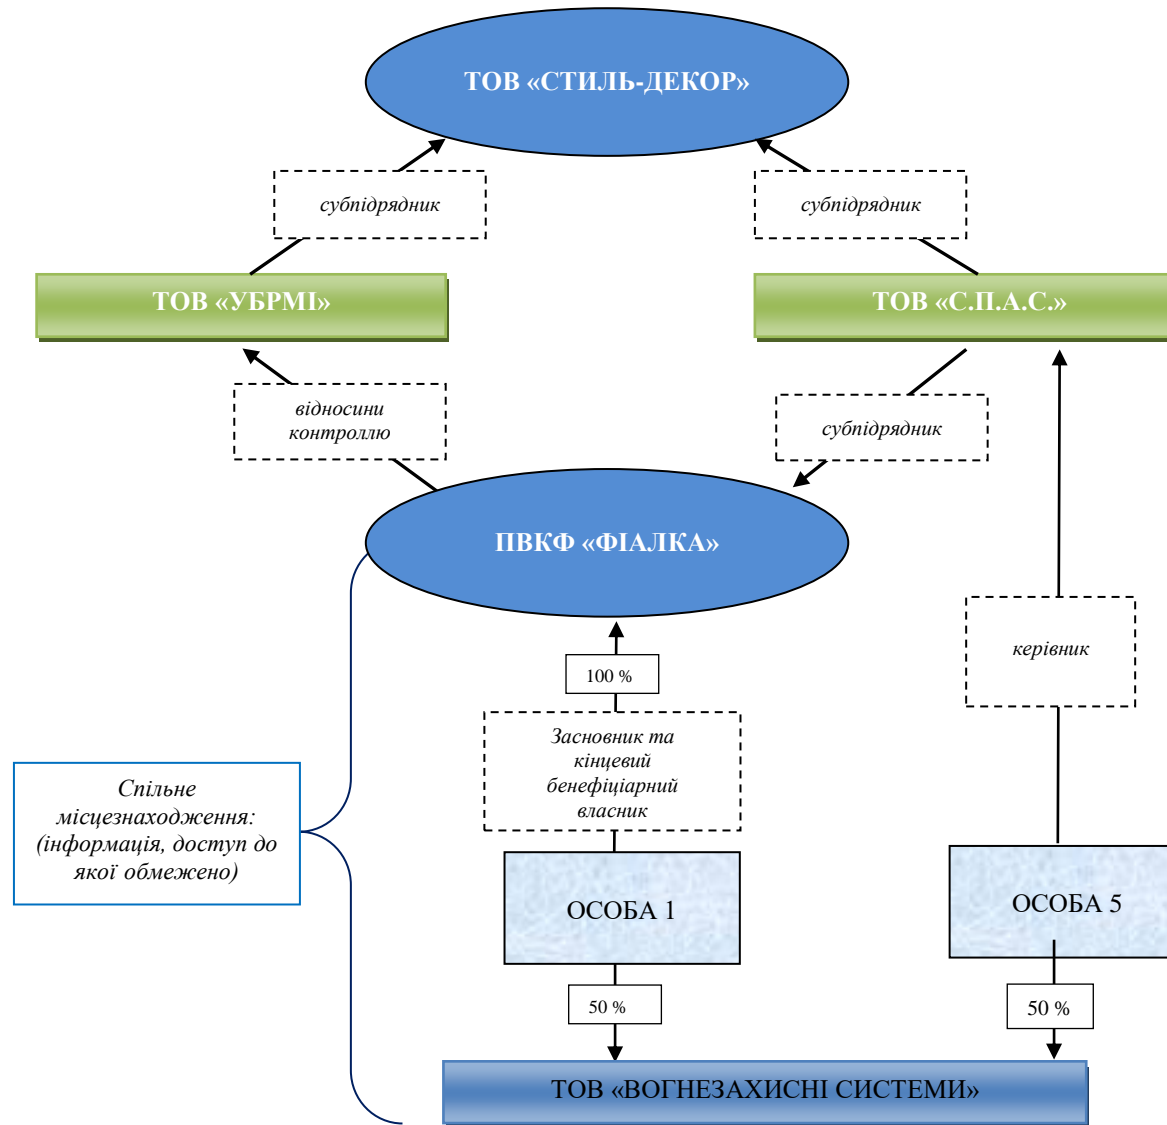 ТОВ «СТИЛЬ-ДЕКОР»
субпідрядник
субпідрядник
ТОВ «УБРМІ»
ТОВ «С.П.А.С.»
відносини
контроллю
субпідрядник
ПВКФ «ФІАЛКА»
100 %
керівник
Засновник та
кінцевий
бенефіціарний
власник
Спільне
місцезнаходження:
(інформація, доступ до
якої обмежено)
ОСОБА 1
ОСОБА 5
50 %
50 %
ТОВ «ВОГНЕЗАХИСНІ СИСТЕМИ»